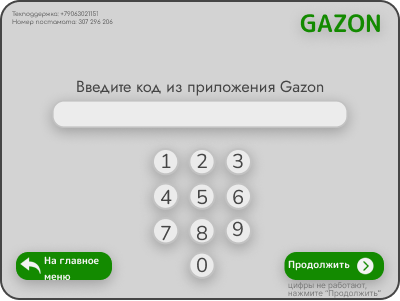 Техподдержка: +79063021151
Номер постамата: 307 296 206
GAZON
Введите код из приложения Gazon
1 2 3
4 5 6
7 8 9
0
На главное
меню
Продолжить
цифры не работают,
нажмите "Продолжить"